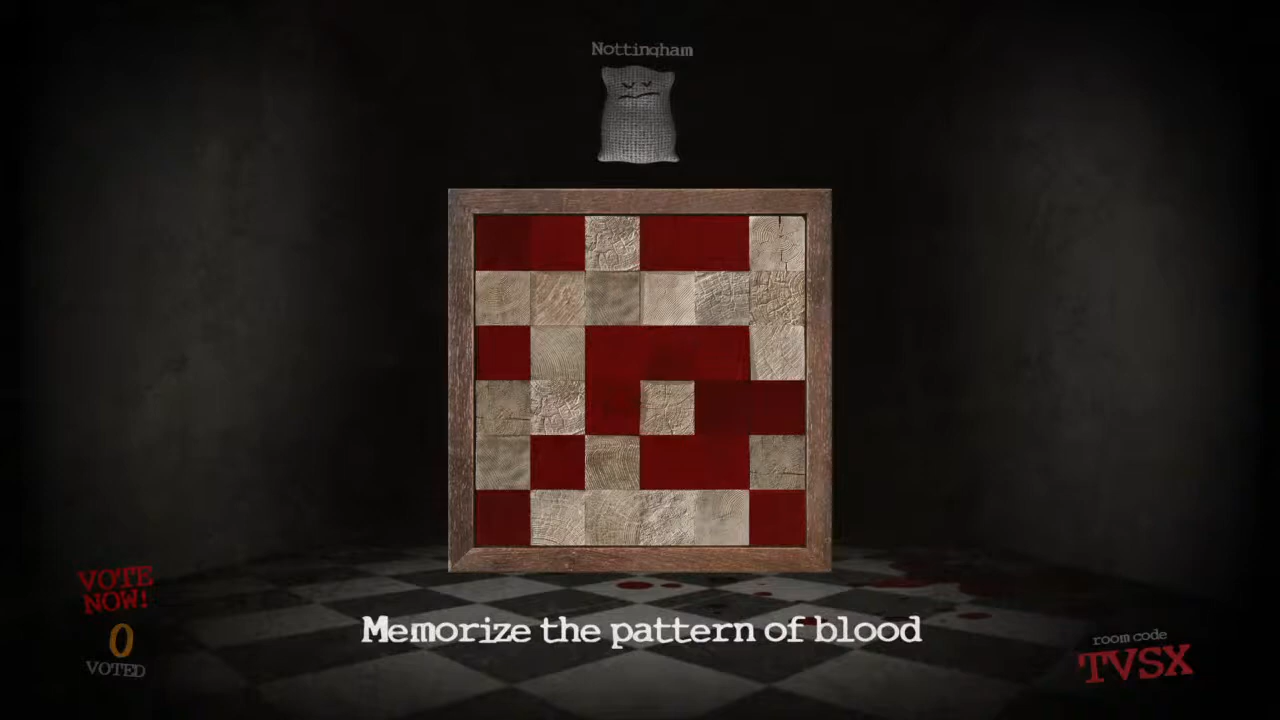 Nottingham
VOTE
NOW!
0
VOTED
Memorize the pattern of blood
room code
TVSX